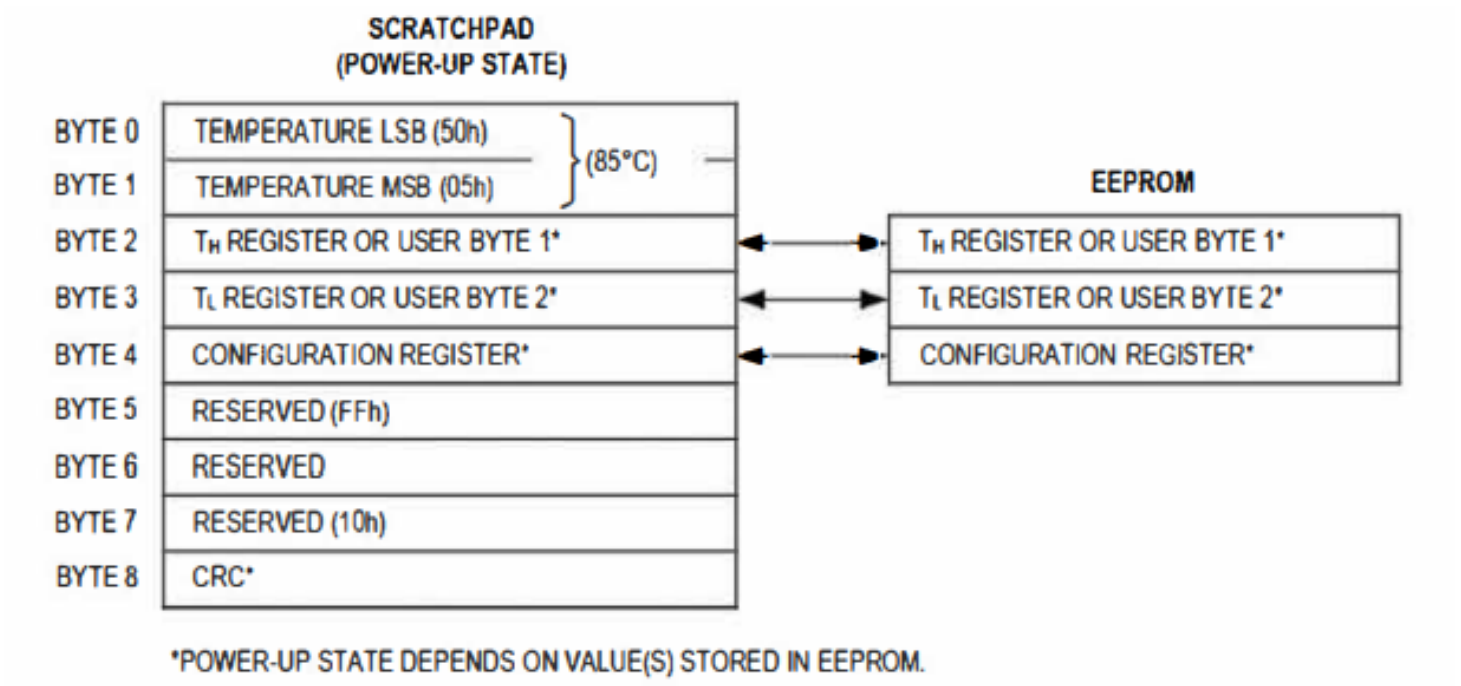 SCRATCHPAD
(POWER-UP STATE)
BYTE 0 TEMPERATURE LSB (50h)
(85°C)
BYTE 1 TEMPERATURE MSB (05h)
EEPROM
BYTE 2 TH REGISTER OR USER BYTE 1* TH REGISTER OR USER BYTE 1*
BYTE 3 TL REGISTER OR USER BYTE 2* TL REGISTER OR USER BYTE 2*
BYTE 4 CONFIGURATION REGISTER* CONFIGURATION REGISTER*
BYTE 5 RESERVED (FFh)
BYTE 6 RESERVED
BYTE 7 RESERVED (10h)
BYTE 8 CRC*
*POWER-UP STATE DEPENDS ON VALUE(S) STORED IN EEPROM.